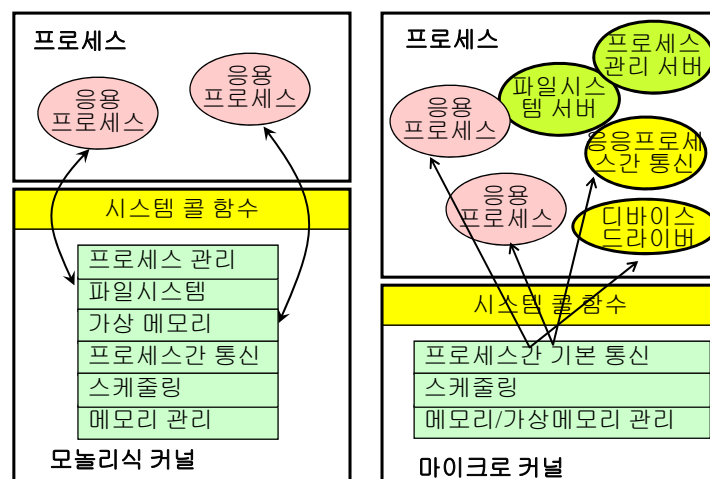 프로세스
응용
프로세스
응용
프로세스
시스템 콜 함수
프로세스 관리
파일시스템
가상 메모리
프로세스간 통신
스케줄링
메모리 관리
모놀리식 커널
프로세스
프로세스
관리 서버
파일시스
템 서버
응용
프로세스
응응프로세
스간 통신
응용
프로세스
디바이스
드라이버
시스템 콜 함수
프로세스간 기본 통신
스케줄링
메모리/가상메모리 관리
마이크로 커널